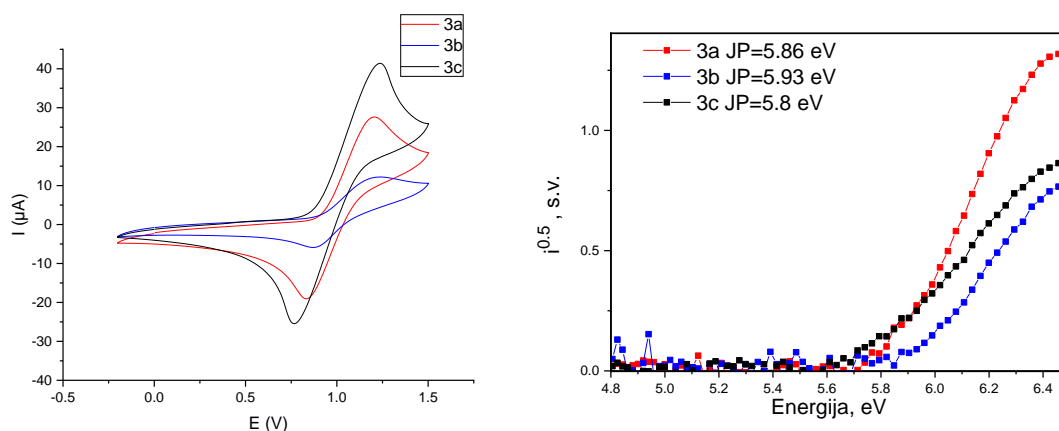 3a
3b
3c
40
30
20
10
0
-10
-20
-30
-40
-0.5
0.0
0.5
1.0
1.5
I (µA)
E (V)
3a JP=5.86 eV
3b JP=5.93 eV
3c JP=5.8 eV
1.0
0.5
0.0
4.8
5.0
5.2
5.4
5.6
5.8
6.0
6.2
6.4
i^0.5, s.v.
Energija, eV